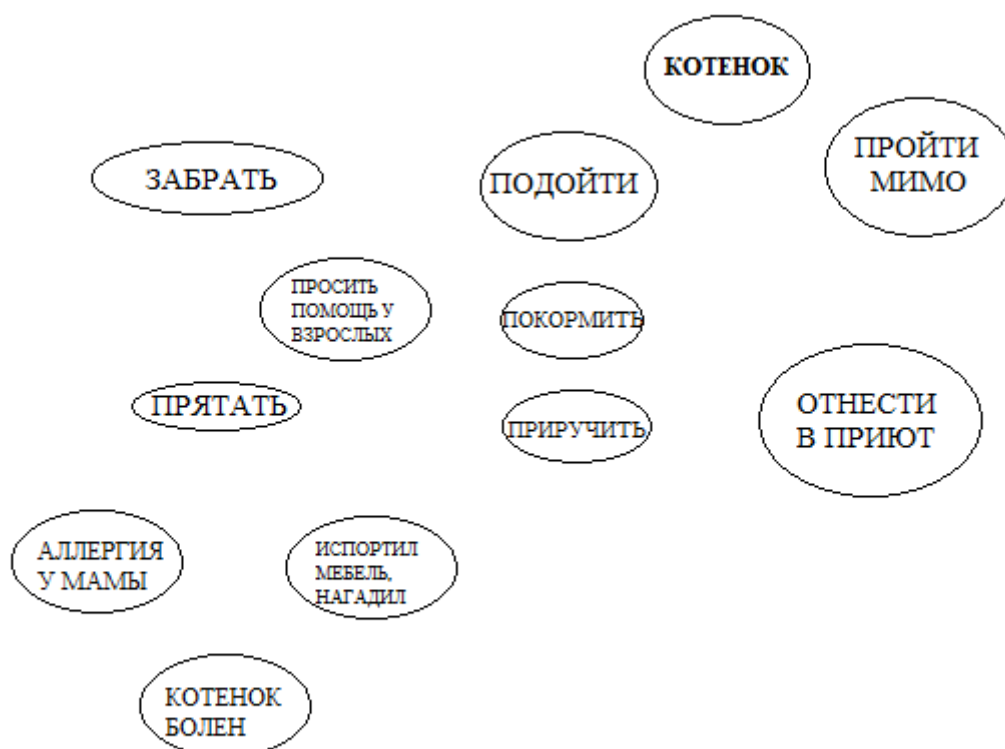 КОТЕНОК
ПРОЙТИ
МИМО
ЗАБРАТЬ
ПОДОЙТИ
ПРОСИТЬ
ПОМОЩЬ У
ВЗРОСЛЫХ
ПОКОРМИТЬ
ПРЯТАТЬ
ПРИРУЧИТЬ
ОТНЕСТИ
В ПРИЮТ
АЛЛЕРГИЯ
У МАМЫ
ИСПОРТИЛ
МЕБЕЛЬ,
НАГАДИЛ
КОТЕНОК
БОЛЕН